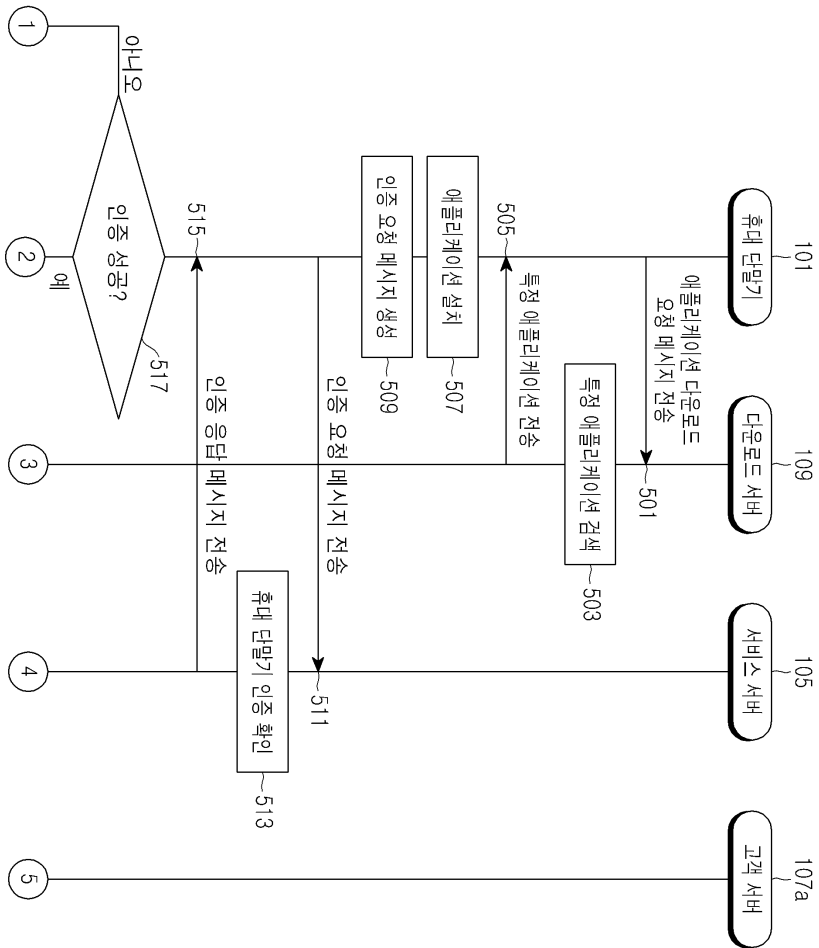 101
휴대 단말기
109
다운로드 서버
105
서비스 서버
107a
고객 서버
애플리케이션 다운로드
요청 메시지 전송
501
특정 애플리케이션 검색
503
505
특정 애플리케이션 전송
애플리케이션 설치
507
인증 요청 메시지 생성
509
인증 요청 메시지 전송
511
휴대 단말기 인증 확인
513
515
인증 응답 메시지 전송
인증 성공?
517
아니요
예
1
2
3
4
5